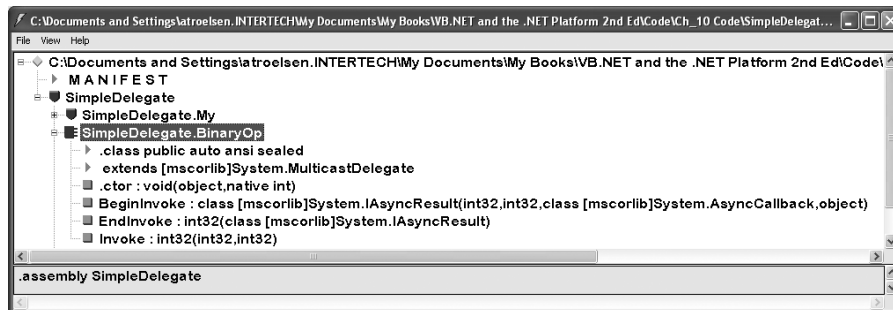 C:\Documents and Settings\atroelsen.INTERTECH\My Documents\My Books\VB.NET and the .NET Platform 2nd Ed\Code\Ch_10 Code\SimpleDelegat...
File View Help
C:\Documents and Settings\atroelsen.INTERTECH\My Documents\My Books\VB.NET and the .NET Platform 2nd Ed\Code\
M A N I F E S T
SimpleDelegate
SimpleDelegate.My
SimpleDelegate.BinaryOp
.class public auto ansi sealed
extends [mscorlib]System.MulticastDelegate
.ctor : void(object,native int)
BeginInvoke : class [mscorlib]System.IAsyncResult(int32,int32,class [mscorlib]System.AsyncCallback,object)
EndInvoke : int32(class [mscorlib]System.IAsyncResult)
Invoke : int32(int32,int32)
.assembly SimpleDelegate